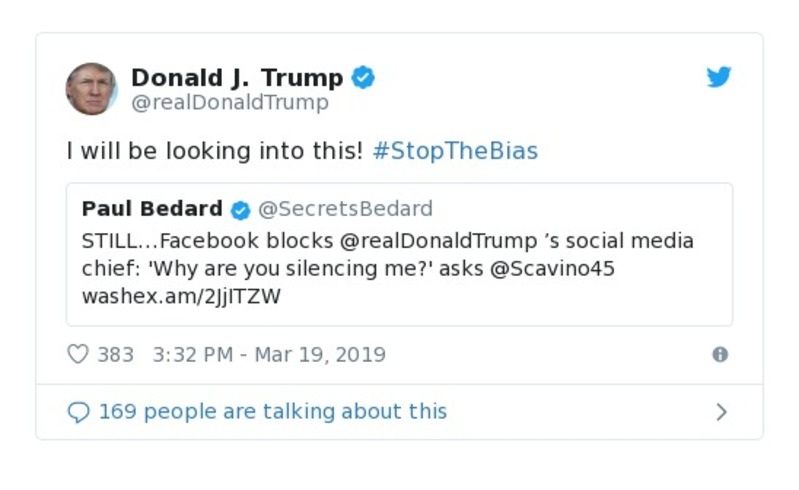 Donald J. Trump
@realDonaldTrump
I will be looking into this! #StopTheBias
Paul Bedard @SecretsBedard
STILL...Facebook blocks @realDonaldTrump ’s social media
chief: 'Why are you silencing me?' asks @Scavino45
washex.am/2JjITZW
383 3:32 PM - Mar 19, 2019
169 people are talking about this